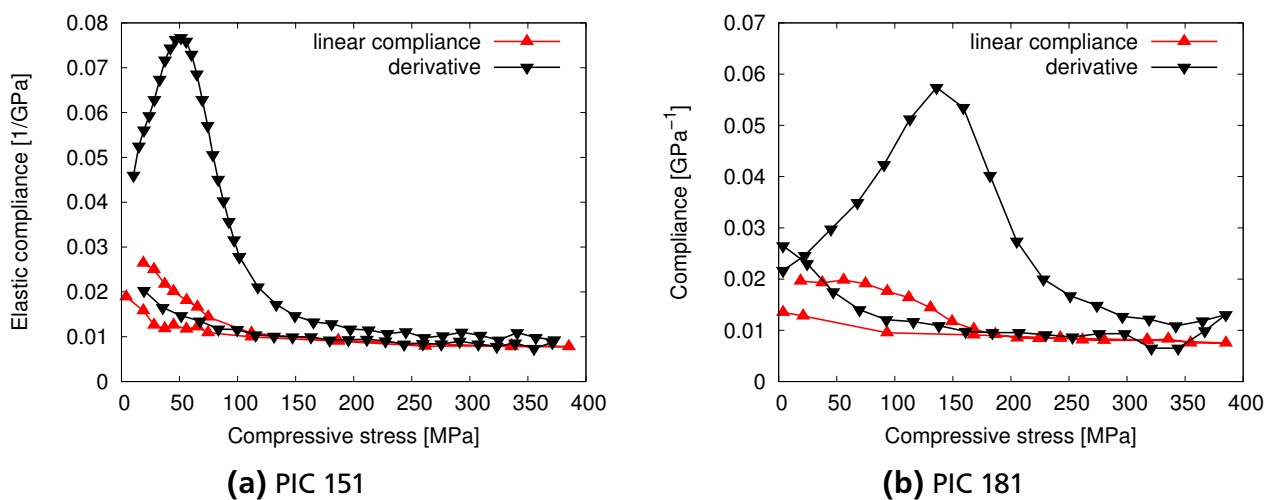 0.08
0.07
0.06
0.05
0.04
0.03
0.02
0.01
0
Elastic compliance [1/GPa]
linear compliance
derivative
0 50 100 150 200 250 300 350 400
Compressive stress [MPa]
(a) PIC 151
0.07
0.06
0.05
0.04
0.03
0.02
0.01
0
Compliance [GPa⁻¹]
linear compliance
derivative
0 50 100 150 200 250 300 350 400
Compressive stress [MPa]
(b) PIC 181